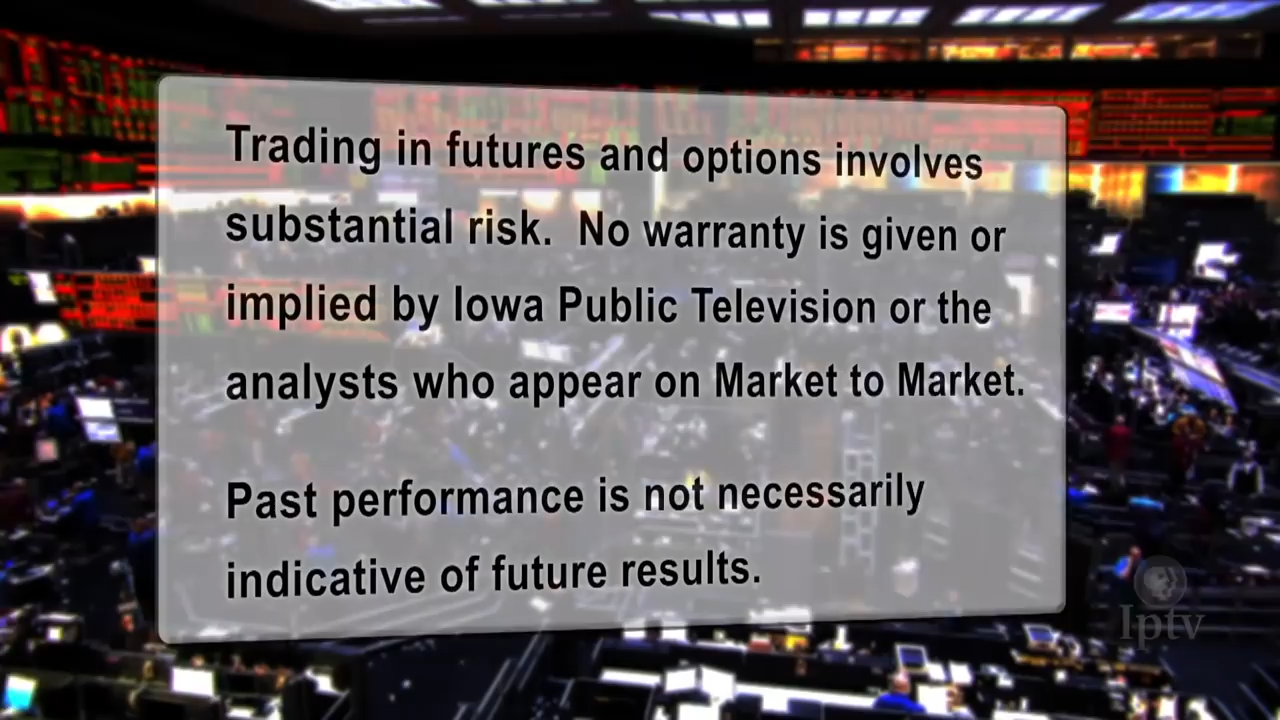 Trading in futures and options involves
substantial risk.  No warranty is given or
implied by Iowa Public Television or the
analysts who appear on Market to Market.
Past performance is not necessarily
indicative of future results.
Iptv